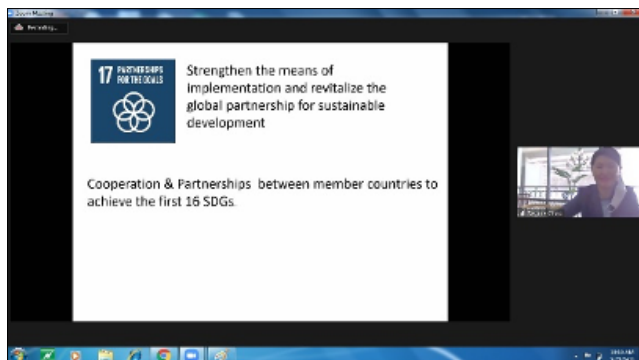 Zoom Meeting
Recording...
17 PARTNERSHIPS
FOR THE GOALS
Strengthen the means of
implementation and revitalize the
global partnership for sustainable
development
Cooperation & Partnerships between member countries to
achieve the first 16 SDGs.